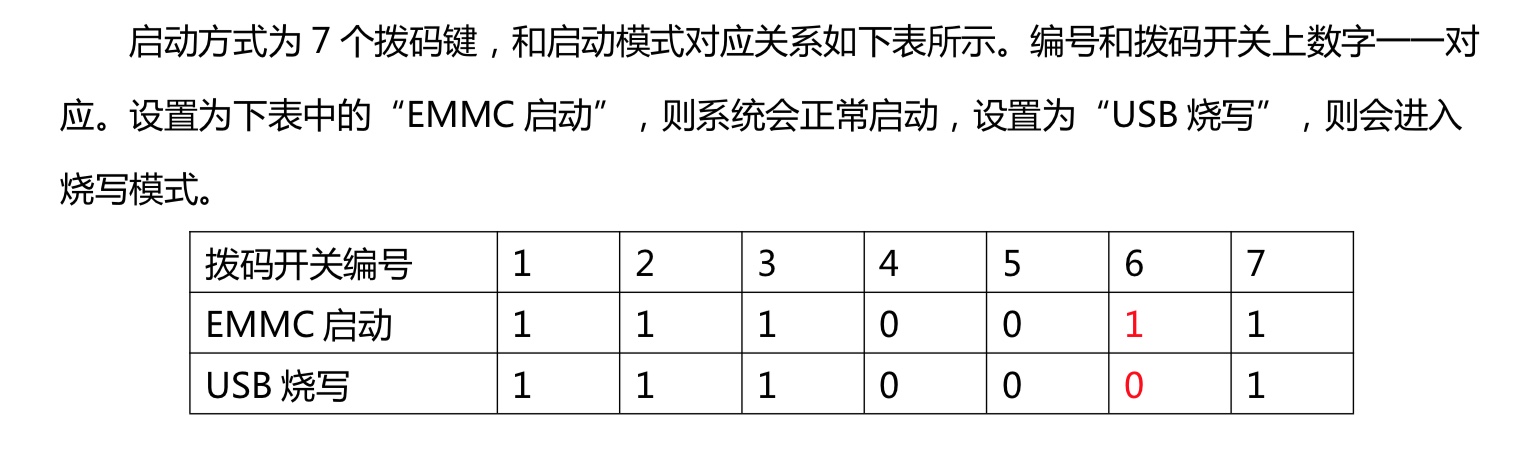 启动方式为 7 个拨码键，和启动模式对应关系如下表所示。编号和拨码开关上数字一一对
应。设置为下表中的“EMMC 启动”，则系统会正常启动，设置为“USB 烧写”，则会进入
烧写模式。
拨码开关编号 1 2 3 4 5 6 7
EMMC 启动 1 1 1 0 0 1 1
USB 烧写 1 1 1 0 0 0 1